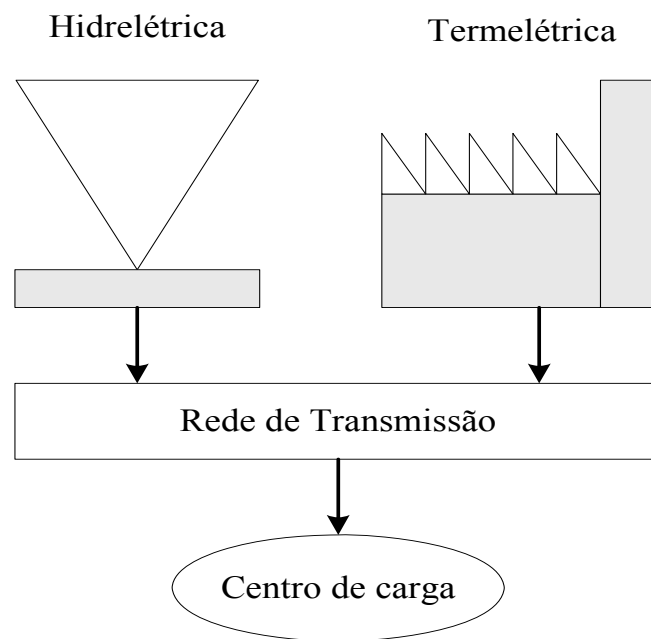 Hidrelétrica
Termelétrica
Rede de Transmissão
Centro de carga